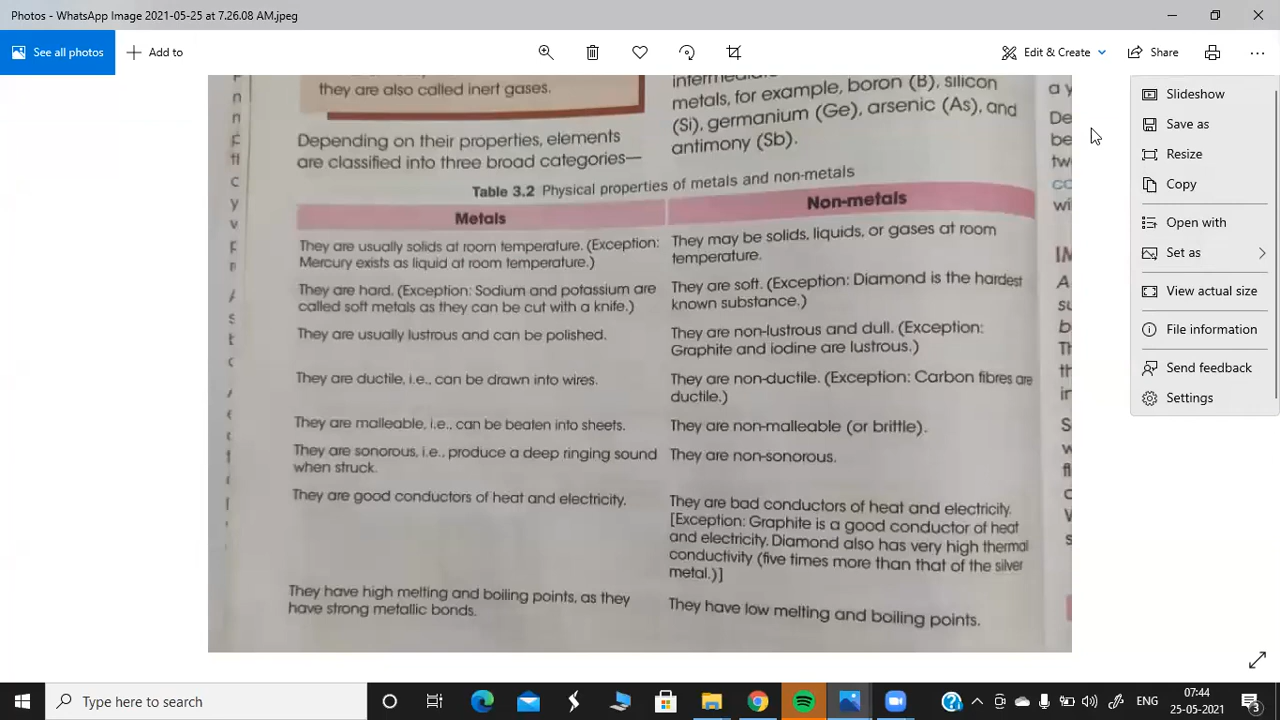 Photos - WhatsApp Image 2021-05-25 at 7.26.08 AM.jpeg
See all photos
Add to
Edit & Create
Share
they are also called inert gases.
Depending on their properties, elements
are classified into three broad categories—
metals, for example, boron (B), silicon
(Si), germanium (Ge), arsenic (As), and
antimony (Sb).
Table 3.2 Physical properties of metals and non-metals
Metals
Non-metals
They are usually solids at room temperature. (Exception:
Mercury exists as liquid at room temperature.)
They may be solids, liquids, or gases at room
temperature.
They are hard. (Exception: Sodium and potassium are
called soft metals as they can be cut with a knife.)
They are soft. (Exception: Diamond is the hardest
known substance.)
They are usually lustrous and can be polished.
They are non-lustrous and dull. (Exception:
Graphite and iodine are lustrous.)
They are ductile, i.e., can be drawn into wires.
They are non-ductile. (Exception: Carbon fibres are
ductile.)
They are malleable, i.e., can be beaten into sheets.
They are non-malleable (or brittle).
They are sonorous, i.e., produce a deep ringing sound
when struck.
They are non-sonorous.
They are good conductors of heat and electricity.
They are bad conductors of heat and electricity.
[Exception: Graphite is a good conductor of heat
and electricity. Diamond also has very high thermal
conductivity (five times more than that of the silver
metal.)]
They have high melting and boiling points, as they
have strong metallic bonds.
They have low melting and boiling points.
Slideshow
Save as
Resize
Copy
Open with
Set as
View actual size
File information
Send feedback
Settings
Type here to search
ENG
07:44
25-05-2021
3